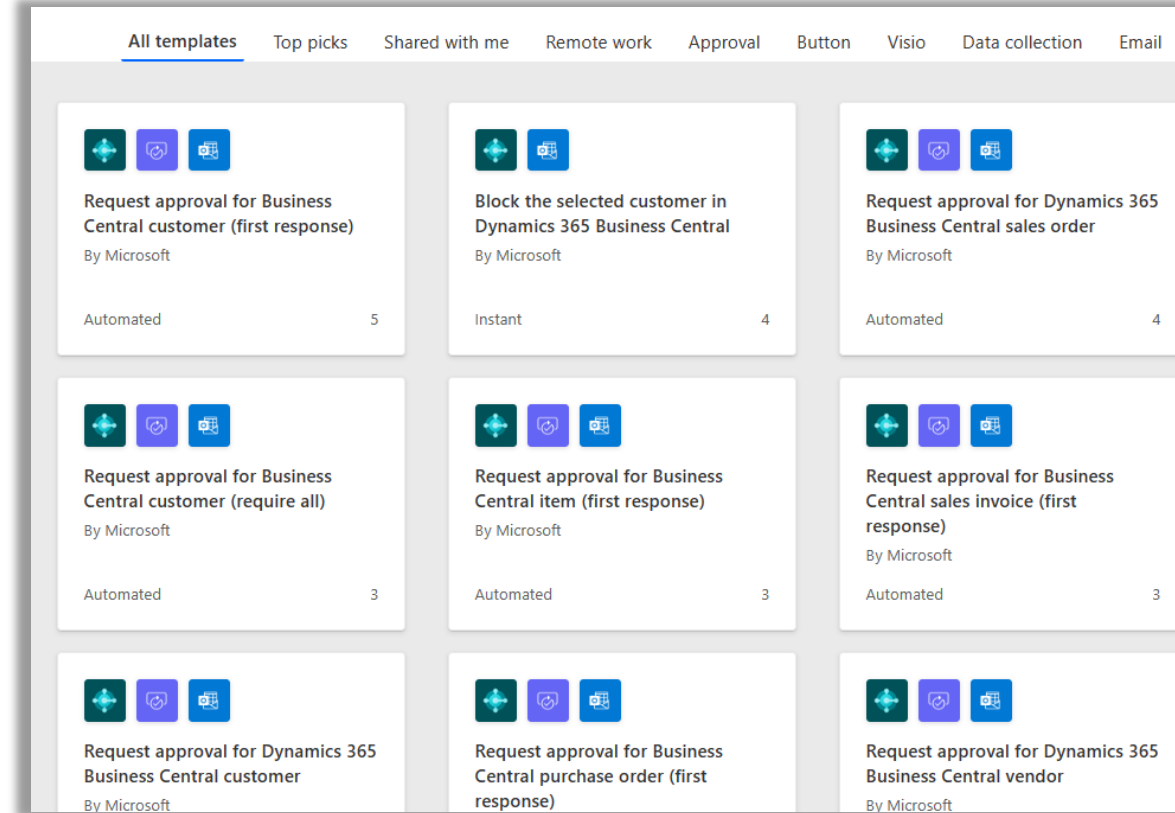 All templates Top picks Shared with me Remote work Approval Button Visio Data collection Email
Request approval for Business
Central customer (first response)
By Microsoft
Automated 5
Block the selected customer in
Dynamics 365 Business Central
By Microsoft
Instant 4
Request approval for Dynamics 365
Business Central sales order
By Microsoft
Automated 4
Request approval for Business
Central customer (require all)
By Microsoft
Automated 3
Request approval for Business
Central item (first response)
By Microsoft
Automated 3
Request approval for Business
Central sales invoice (first
response)
By Microsoft
Automated 3
Request approval for Dynamics 365
Business Central customer
By Microsoft
Request approval for Business
Central purchase order (first
response)
Request approval for Dynamics 365
Business Central vendor
By Microsoft